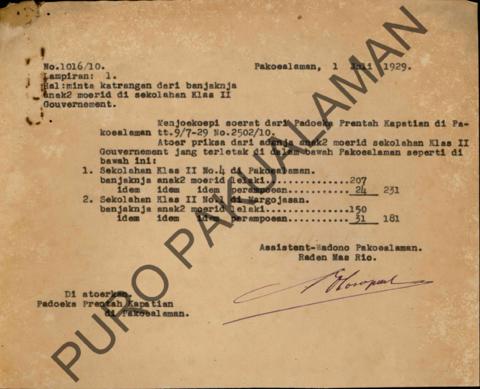 No.1016/10.
Pakoealaman, 1 Juli 1929.
Lampiran: 1.
Hal:minta katrangan dari banjaknja
anak2 moerid di sekolahan Klas II
Gouvernement.
Kenjoekoepi soerat dari Padoeka Prentah Kapatian di Pa-
koealaman tt.9/7-29 No.2502/10.
Atoer priksa dari adanja anak2 moerid sekolahan Klas II
Gouvernement jang terletak di dalam bawah Pakoealaman seperti di
bawah ini:
1. Sekolahan Klas II No.4 di Pakoealaman.
banjaknja anak2 moerid lelaki..............207
idem idem idem perampoean.............. 24 231
2. Sekolahan Klas II No. di Margojasan.
banjaknja anak2 moerid lelaki..............150
idem idem idem perampoean.............. 31 181
Assistent-Wadono Pakoealaman.
Raden Mas Rio.
Di atoerkan
Padoeka Prentah Kapatian
di Pakoealaman.
PURO PAKUALAMAN